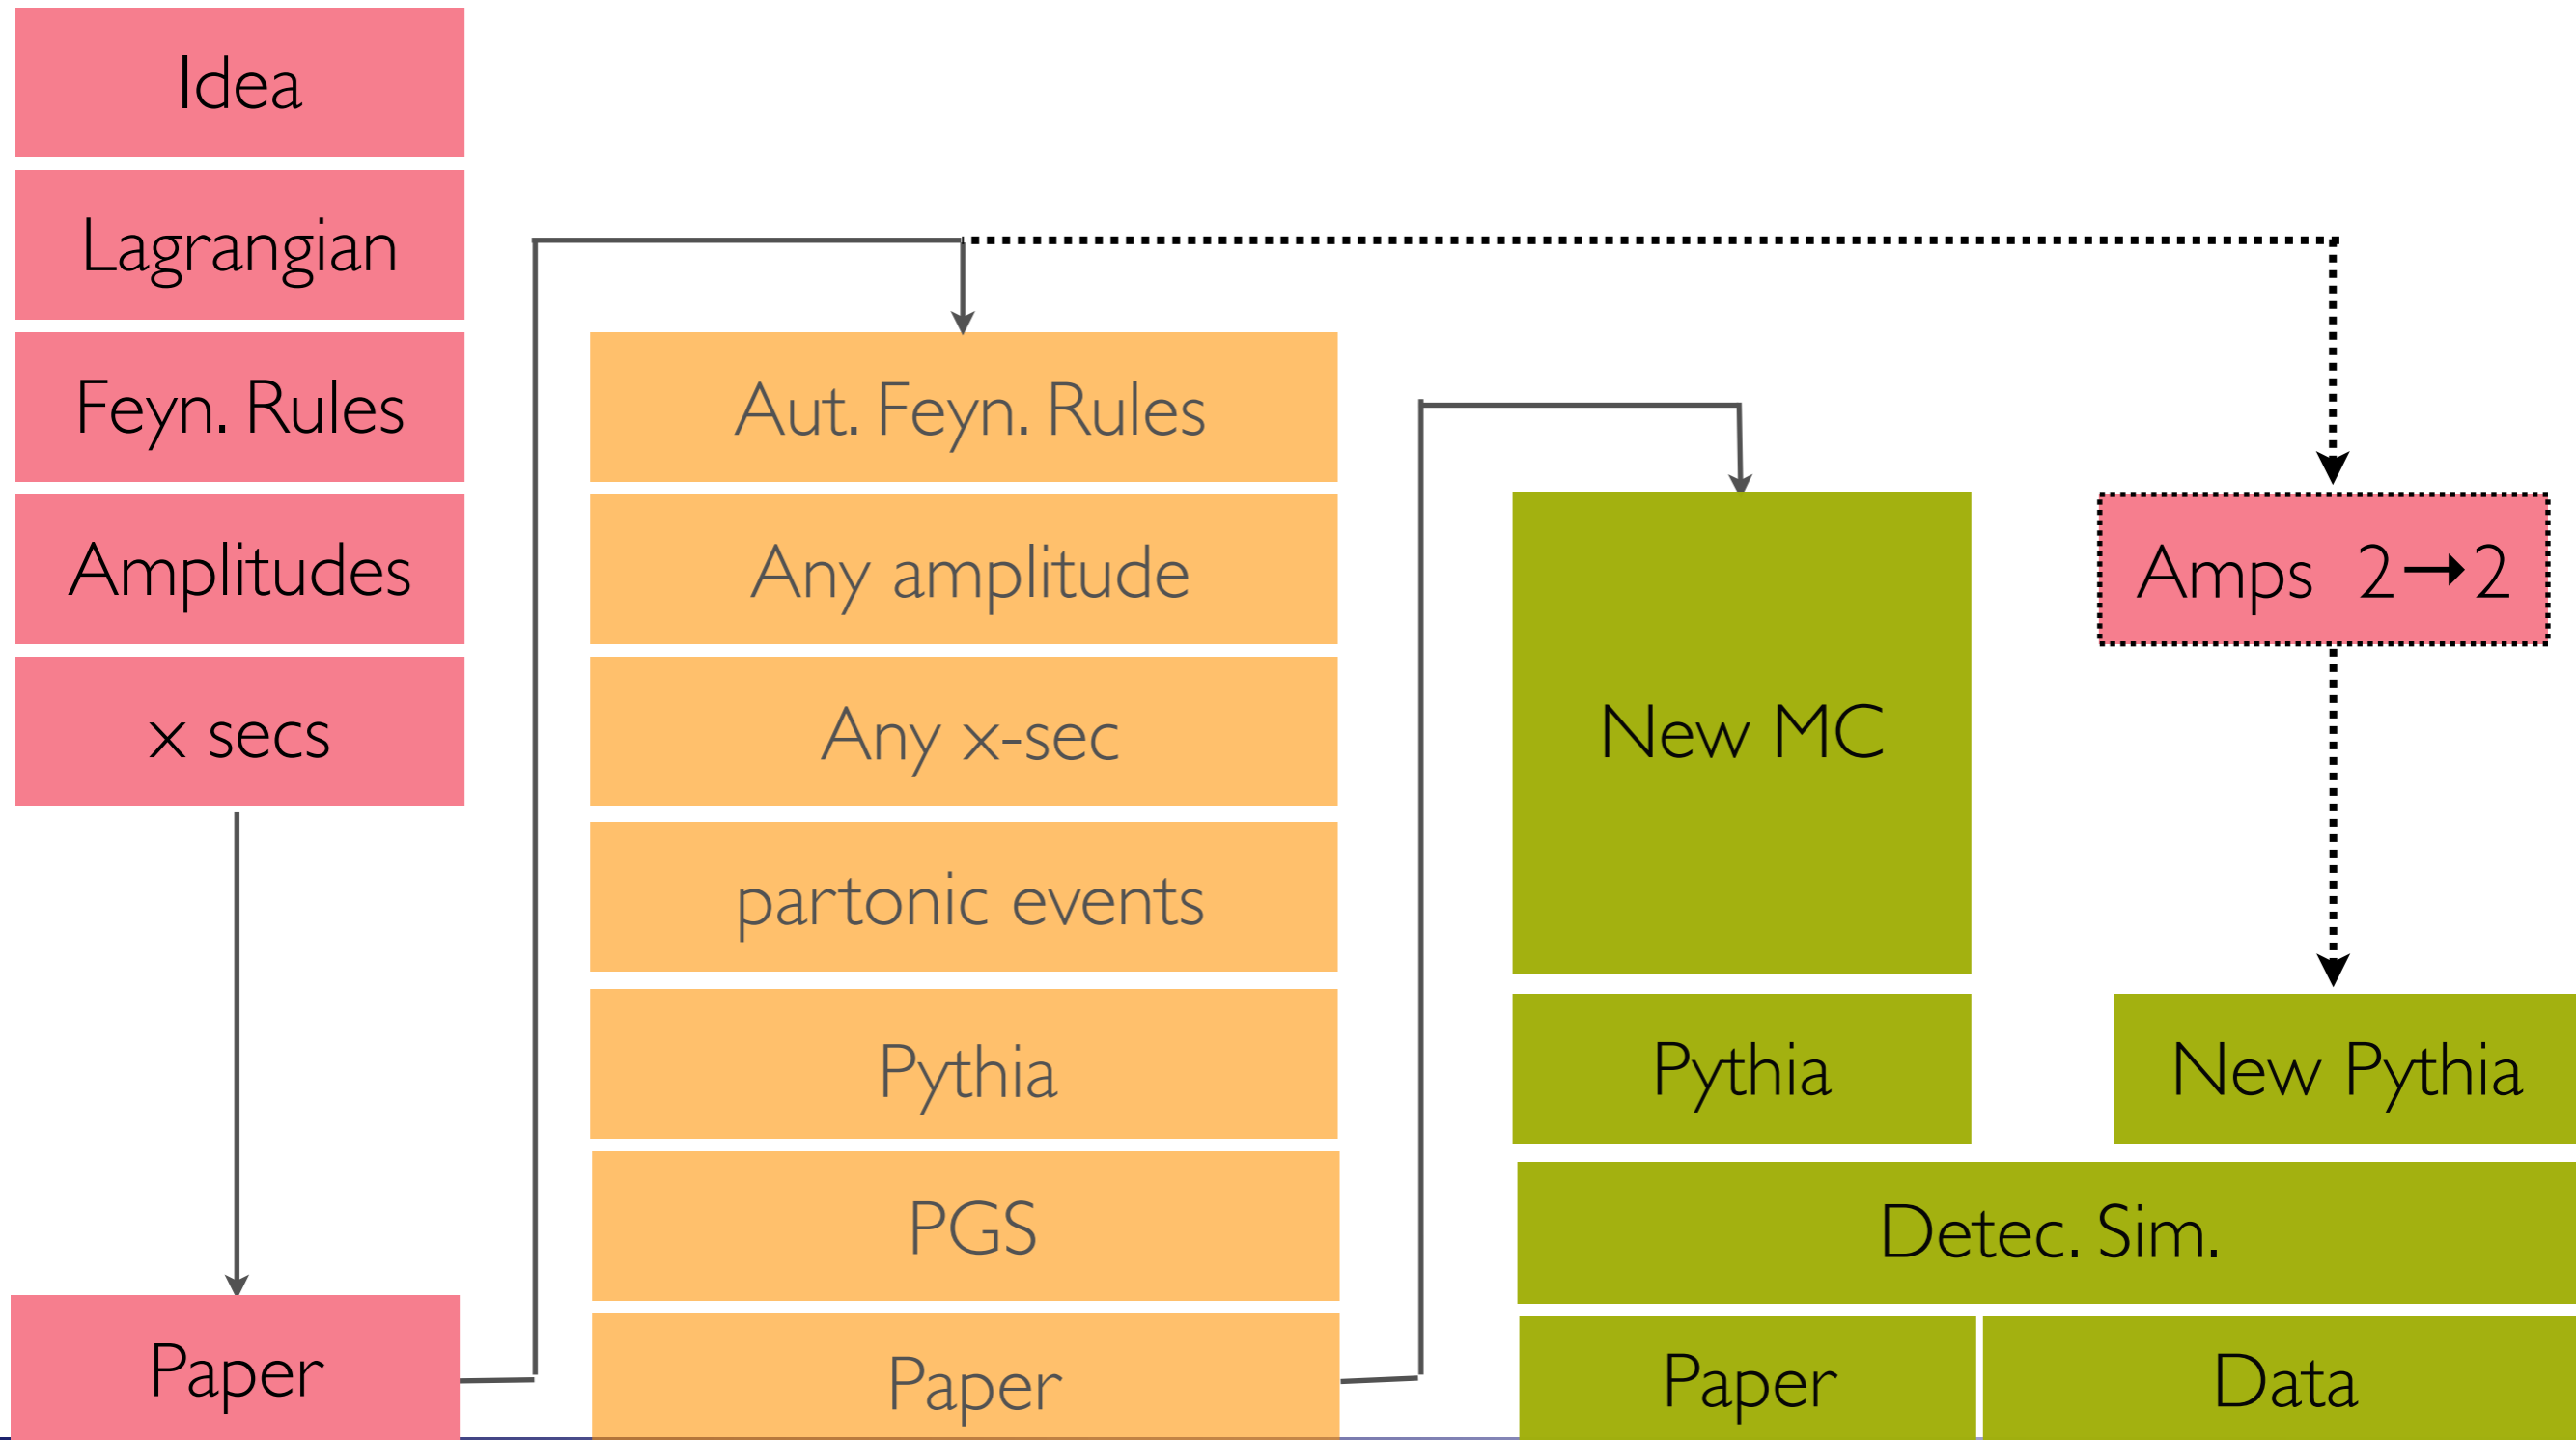 Idea
Lagrangian
Feyn. Rules
Amplitudes
x secs
Paper
Aut. Feyn. Rules
Any amplitude
Any x-sec
partonic events
Pythia
PGS
Paper
New MC
Pythia
Amps 2→2
New Pythia
Detec. Sim.
Paper
Data